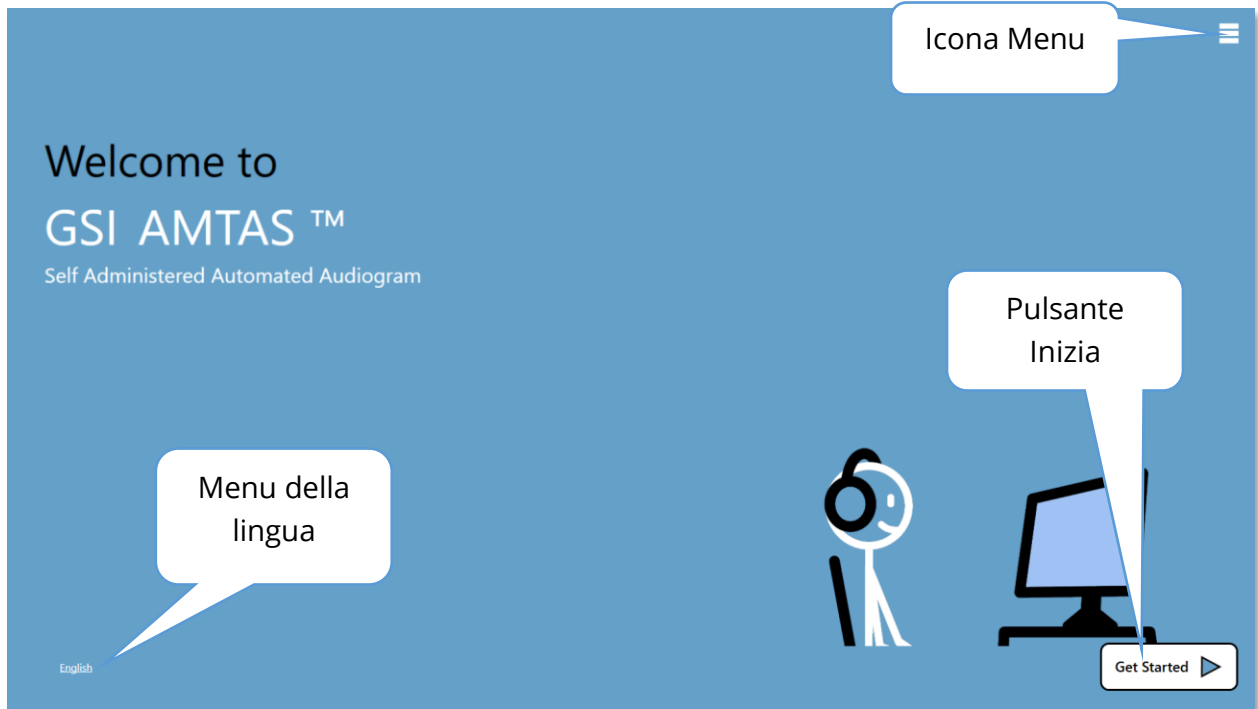 Icona Menu
Welcome to
GSI AMTAS ™
Self Administered Automated Audiogram
Pulsante
Inizia
Menu della
lingua
English
Get Started